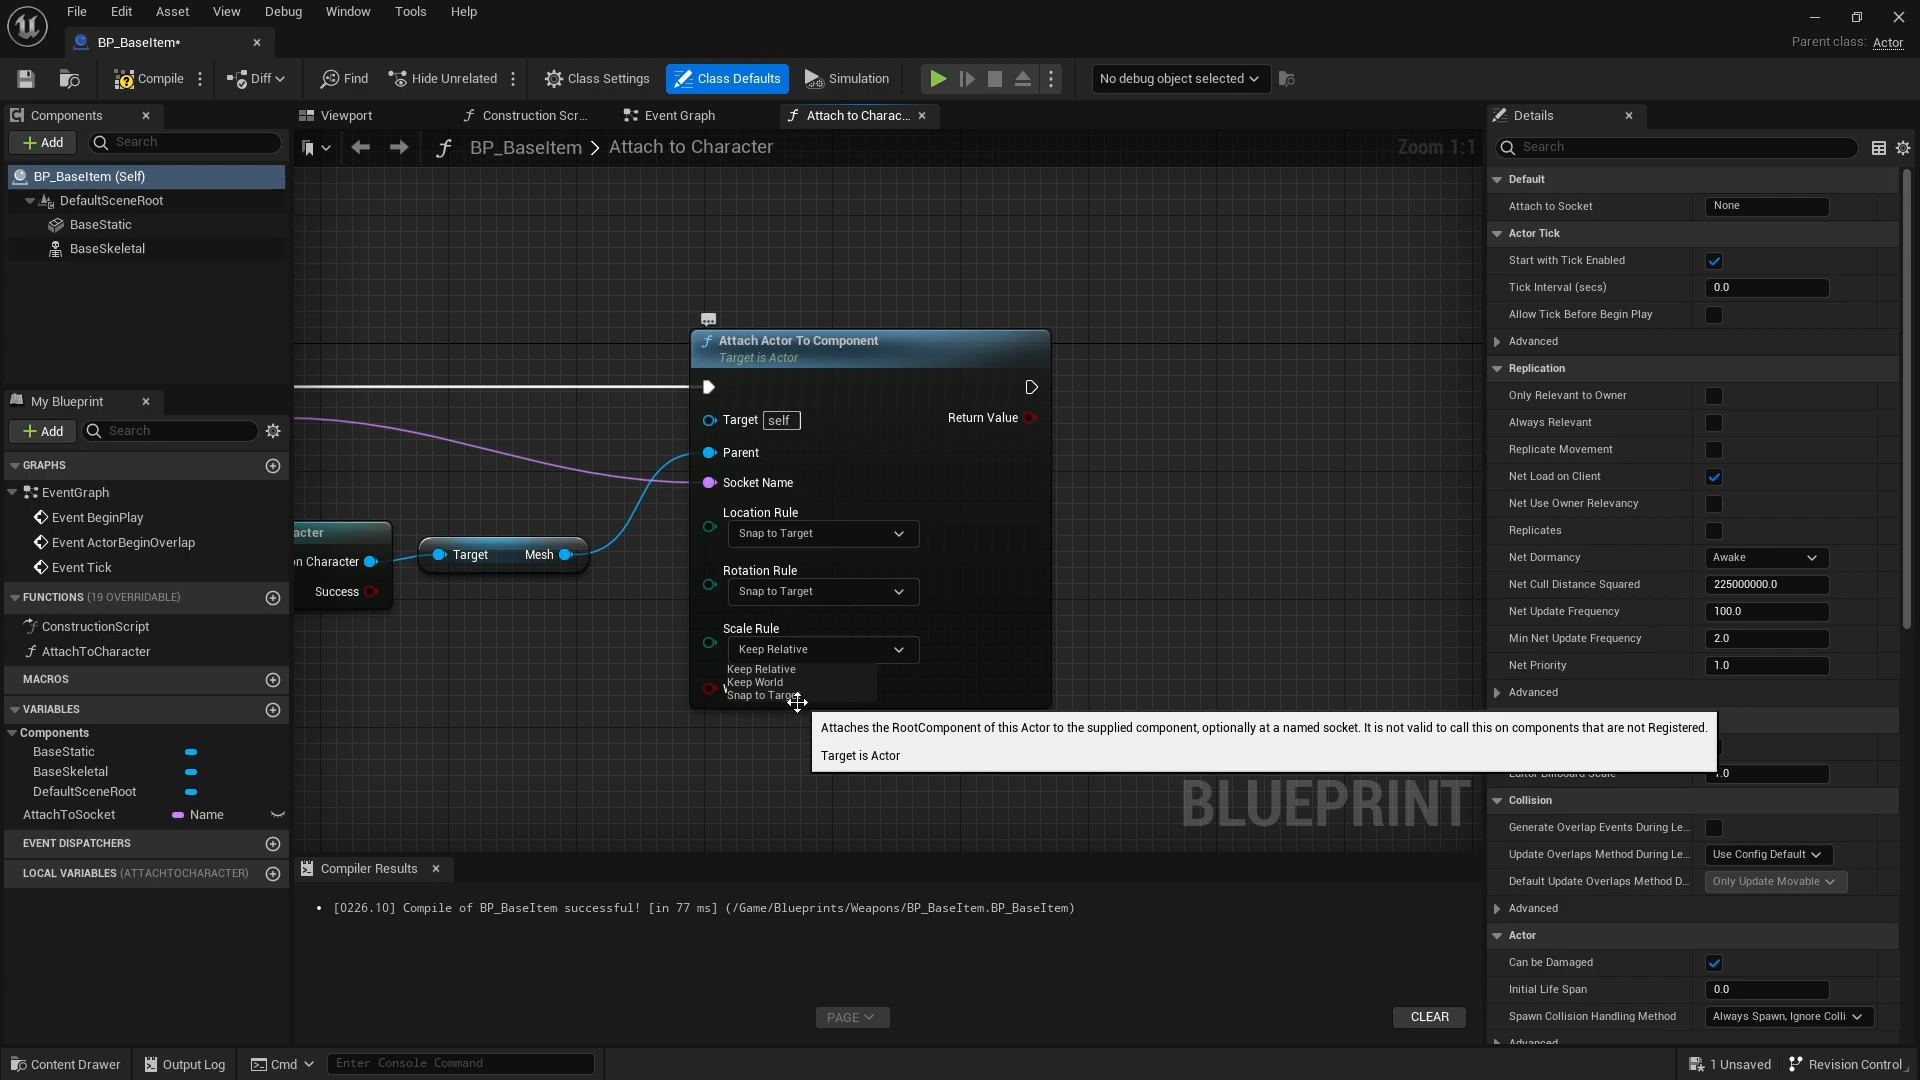 File Edit Asset View Debug Window Tools Help
BP_BaseItem*
Parent class: Actor
Compile
Diff
Find
Hide Unrelated
Class Settings
Class Defaults
Simulation
No debug object selected
Components
Add
Search
BP_BaseItem (Self)
DefaultSceneRoot
BaseStatic
BaseSkeletal
My Blueprint
Add
Search
GRAPHS
EventGraph
Event BeginPlay
Event ActorBeginOverlap
Event Tick
FUNCTIONS (19 OVERRIDABLE)
ConstructionScript
AttachToCharacter
MACROS
VARIABLES
Components
BaseStatic
BaseSkeletal
DefaultSceneRoot
AttachToSocket Name
EVENT DISPATCHERS
LOCAL VARIABLES (ATTACHTOCHARACTER)
Viewport
Construction Scr...
Event Graph
Attach to Charac...
BP_BaseItem > Attach to Character
Zoom 1:1
Attach Actor To Component
Target is Actor
Target self
Return Value
Parent
Socket Name
Location Rule
Snap to Target
Rotation Rule
Snap to Target
Scale Rule
Keep Relative
Keep Relative
Keep World
Snap to Target
acter
on Character
Success
Target Mesh
Attaches the RootComponent of this Actor to the supplied component, optionally at a named socket. It is not valid to call this on components that are not Registered.
Target is Actor
BLUEPRINT
Compiler Results
• [0226.10] Compile of BP_BaseItem successful! [in 77 ms] (/Game/Blueprints/Weapons/BP_BaseItem.BP_BaseItem)
PAGE
CLEAR
Details
Search
Default
Attach to Socket None
Actor Tick
Start with Tick Enabled
Tick Interval (secs) 0.0
Allow Tick Before Begin Play
Advanced
Replication
Only Relevant to Owner
Always Relevant
Replicate Movement
Net Load on Client
Net Use Owner Relevancy
Replicates
Net Dormancy Awake
Net Cull Distance Squared 225000000.0
Net Update Frequency 100.0
Min Net Update Frequency 2.0
Net Priority 1.0
Advanced
Editor Billboard Scale 1.0
Collision
Generate Overlap Events During Le...
Update Overlaps Method During Le... Use Config Default
Default Update Overlaps Method D... Only Update Movable
Advanced
Actor
Can be Damaged
Initial Life Span 0.0
Spawn Collision Handling Method Always Spawn, Ignore Colli
Advanced
Content Drawer
Output Log
Cmd
Enter Console Command
1 Unsaved
Revision Control